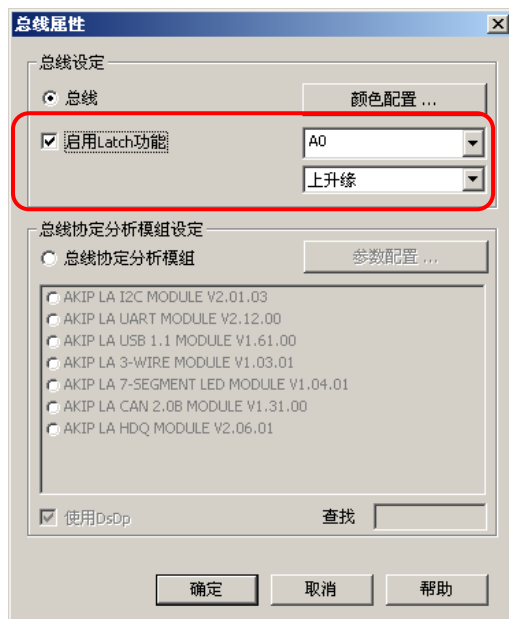 总线属性
总线设定
总线
颜色配置 ...
启用Latch功能
A0
上升缘
总线协定分析模组设定
总线协定分析模组
参数配置 ...
AKIP LA I2C MODULE V2.01.03
AKIP LA UART MODULE V2.12.00
AKIP LA USB 1.1 MODULE V1.61.00
AKIP LA 3-WIRE MODULE V1.03.01
AKIP LA 7-SEGMENT LED MODULE V1.04.01
AKIP LA CAN 2.0B MODULE V1.31.00
AKIP LA HDQ MODULE V2.06.01
使用DsDp
查找
确定
取消
帮助